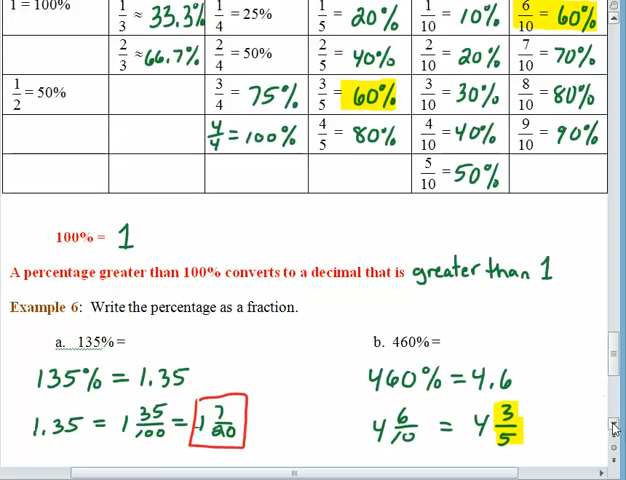 1 = 100% 1/3 ≈ 33.3% 1/4 = 25% 1/5 = 20% 1/10 = 10% 6/10 = 60%
2/3 ≈ 66.7% 2/4 = 50% 2/5 = 40% 2/10 = 20% 7/10 = 70%
1/2 = 50% 3/4 = 75% 3/5 = 60% 3/10 = 30% 8/10 = 80%
4/4 = 100% 4/5 = 80% 4/10 = 40% 9/10 = 90%
5/10 = 50%
100% = 1
A percentage greater than 100% converts to a decimal that is greater than 1
Example 6: Write the percentage as a fraction.
a. 135% = b. 460% =
135% = 1.35 460% = 4.6
1.35 = 1 35/100 = 1 7/20 4 6/10 = 4 3/5